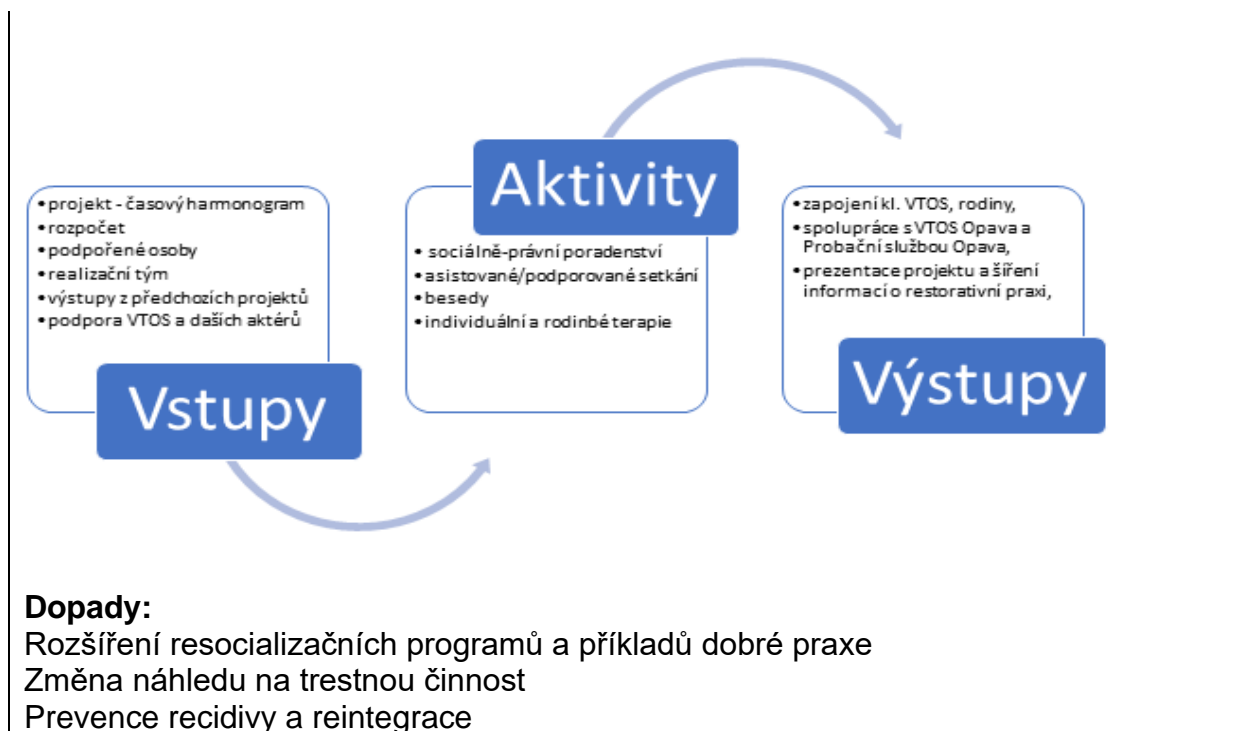 •projekt - časový harmonogram
•rozpočet
•podpořené osoby
•realizační tým
•výstupy z předchozích projektů
•podpora VTOS a daších aktérů
Vstupy
Aktivity
• sociálně-právní poradenství
•asistované/podporované setkání
•besedy
•individuální a rodinbé terapie
•zapojení kl. VTOS, rodiny,
•spolupráce s VTOS Opava a
Probační službou Opava,
•prezentace projektu a šíření
informací o restorativní praxi,
Výstupy
Dopady:
Rozšíření resocializačních programů a příkladů dobré praxe
Změna náhledu na trestnou činnost
Prevence recidivy a reintegrace